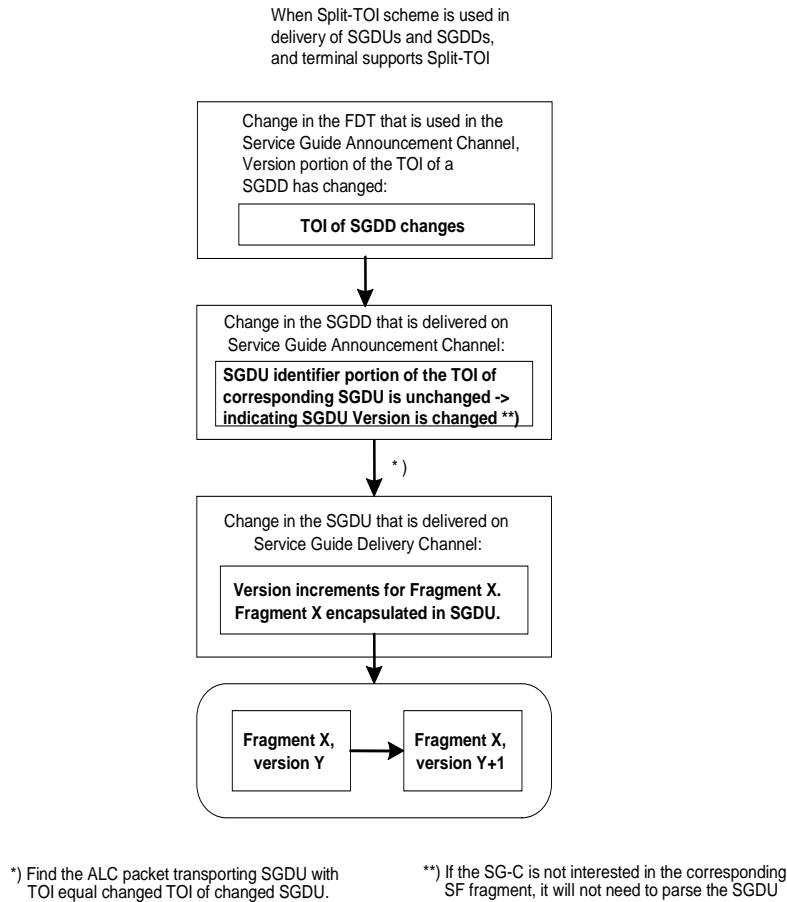 When Split-TOI scheme is used in
delivery of SGDUs and SGDDs,
and terminal supports Split-TOI
Change in the FDT that is used in the
Service Guide Announcement Channel,
Version portion of the TOI of a
SGDD has changed:
TOI of SGDD changes
Change in the SGDD that is delivered on
Service Guide Announcement Channel:
SGDU identifier portion of the TOI of
corresponding SGDU is unchanged ->
indicating SGDU Version is changed **)
* )
Change in the SGDU that is delivered on
Service Guide Delivery Channel:
Version increments for Fragment X.
Fragment X encapsulated in SGDU.
Fragment X,
version Y
Fragment X,
version Y+1
*) Find the ALC packet transporting SGDU with
TOI equal changed TOI of changed SGDU.
**) If the SG-C is not interested in the corresponding
SF fragment, it will not need to parse the SGDU